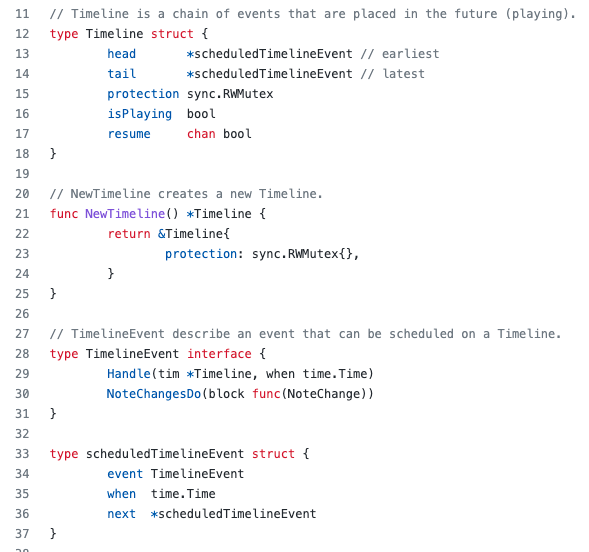 11 // Timeline is a chain of events that are placed in the future (playing).
12 type Timeline struct {
13         head       *scheduledTimelineEvent // earliest
14         tail       *scheduledTimelineEvent // latest
15         protection sync.RWMutex
16         isPlaying  bool
17         resume     chan bool
18 }
19
20 // NewTimeline creates a new Timeline.
21 func NewTimeline() *Timeline {
22         return &Timeline{
23                 protection: sync.RWMutex{},
24         }
25 }
26
27 // TimelineEvent describe an event that can be scheduled on a Timeline.
28 type TimelineEvent interface {
29         Handle(tim *Timeline, when time.Time)
30         NoteChangesDo(block func(NoteChange))
31 }
32
33 type scheduledTimelineEvent struct {
34         event TimelineEvent
35         when  time.Time
36         next  *scheduledTimelineEvent
37 }